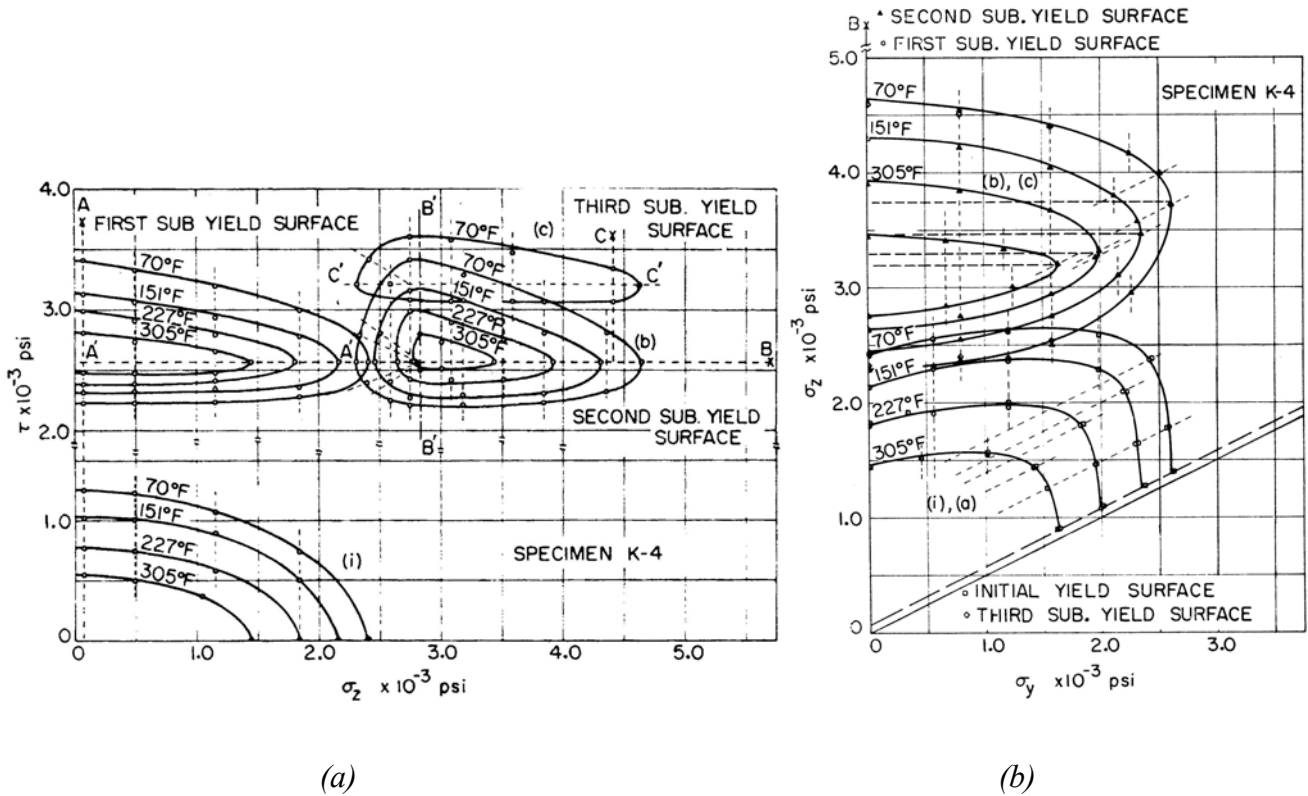 A
FIRST SUB YIELD SURFACE
B'
THIRD SUB. YIELD
SURFACE
(c)
70°F
C
C'
C'
70°F
70°F
151°F
151°F
227°F
227°F
305°F
305°F
(b)
A'
A'
B
SECOND SUB. YIELD
SURFACE
B'
4.0
3.0
2.0
1.0
0
τ ×10⁻³ psi
70°F
151°F
227°F
305°F
(i)
SPECIMEN K-4
0
1.0
2.0
3.0
4.0
5.0
σz ×10⁻³ psi
(a)
B
SECOND SUB. YIELD SURFACE
FIRST SUB. YIELD SURFACE
5.0
4.0
3.0
2.0
1.0
0
σz ×10⁻³ psi
70°F
SPECIMEN K-4
151°F
305°F
(b), (c)
70°F
151°F
227°F
305°F
(i), (a)
INITIAL YIELD SURFACE
THIRD SUB. YIELD SURFACE
0
1.0
2.0
3.0
σy ×10⁻³ psi
(b)